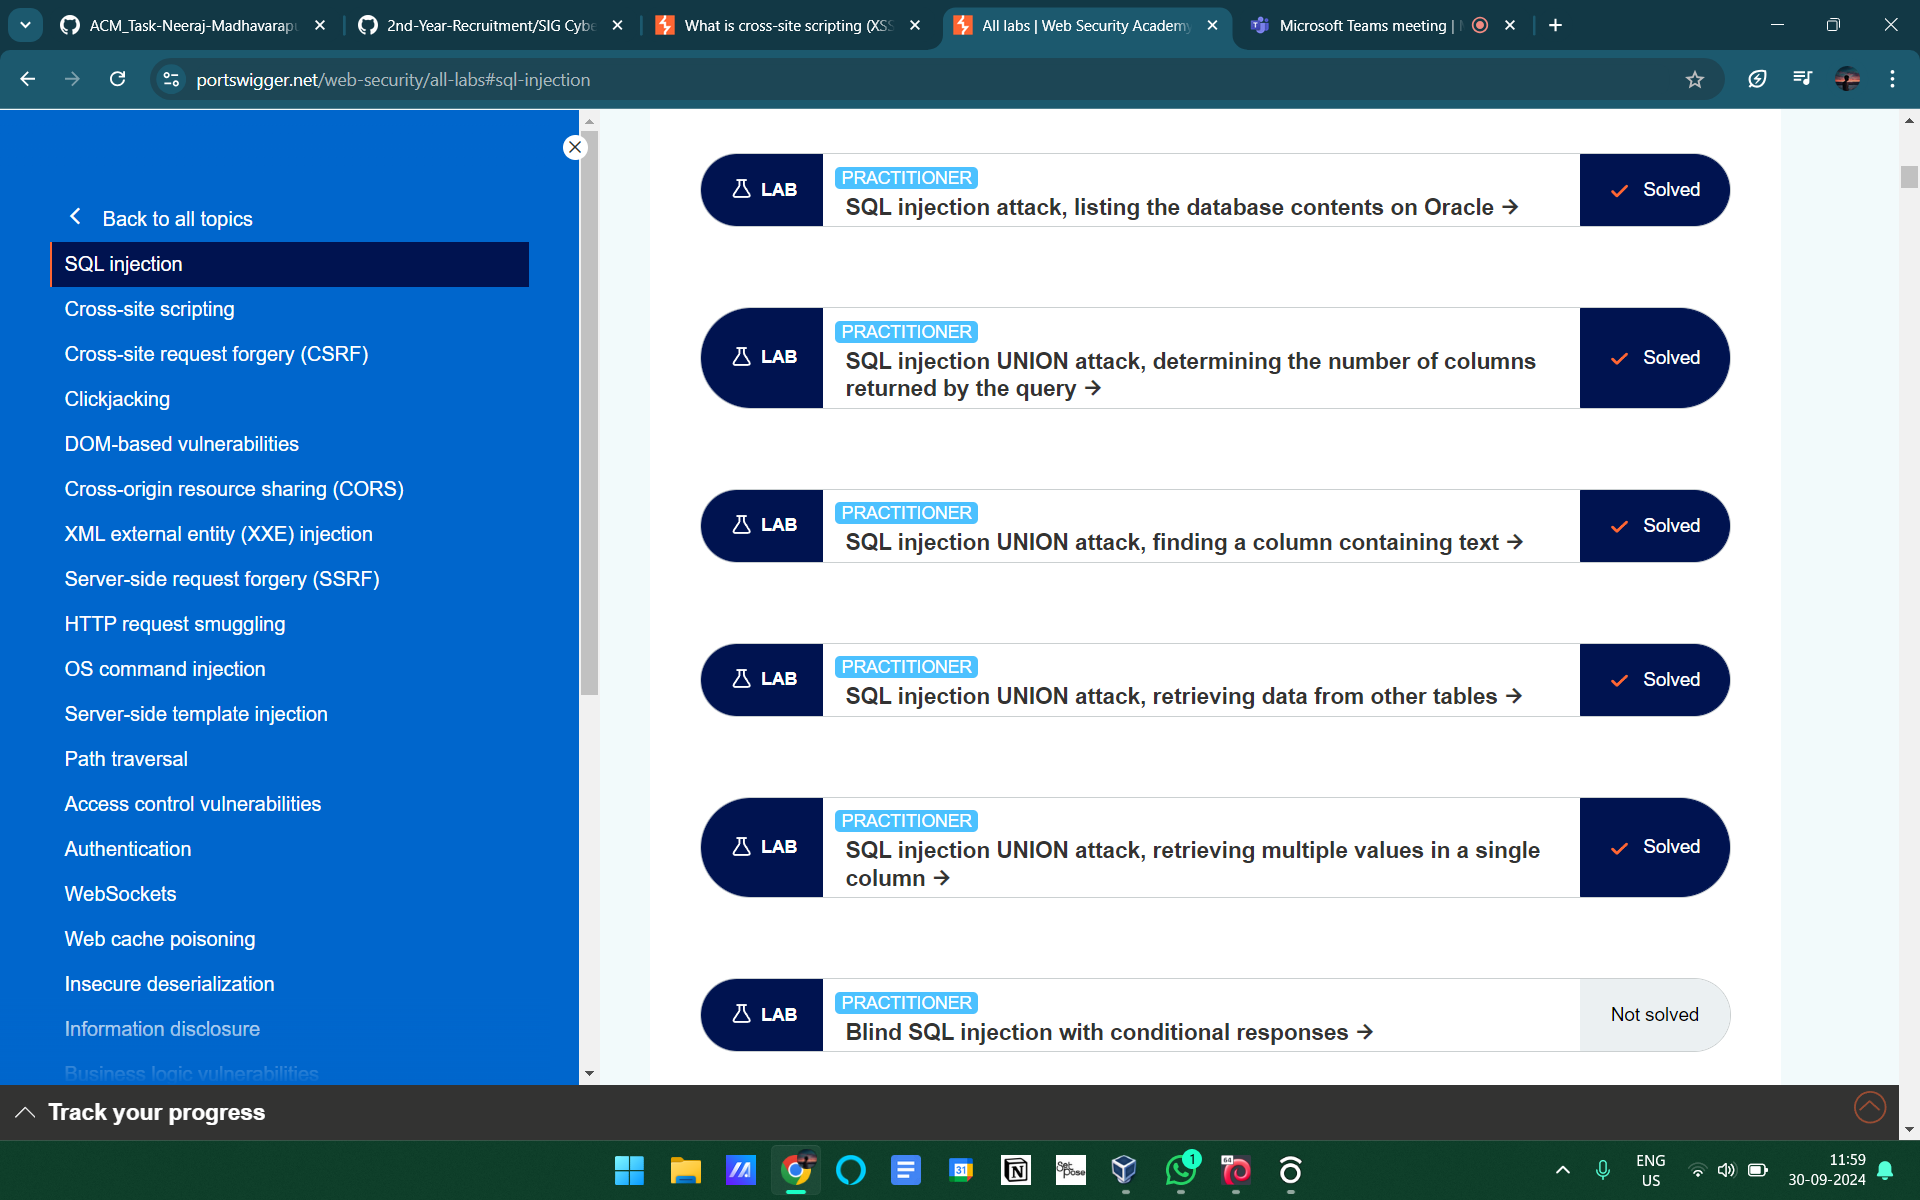 ACM_Task-Neeraj-Madhavarapu
2nd-Year-Recruitment/SIG Cybe
What is cross-site scripting (XSS
All labs | Web Security Academy
Microsoft Teams meeting |
portswigger.net/web-security/all-labs#sql-injection
Back to all topics
SQL injection
Cross-site scripting
Cross-site request forgery (CSRF)
Clickjacking
DOM-based vulnerabilities
Cross-origin resource sharing (CORS)
XML external entity (XXE) injection
Server-side request forgery (SSRF)
HTTP request smuggling
OS command injection
Server-side template injection
Path traversal
Access control vulnerabilities
Authentication
WebSockets
Web cache poisoning
Insecure deserialization
Information disclosure
Business logic vulnerabilities
LAB
PRACTITIONER
SQL injection attack, listing the database contents on Oracle →
Solved
LAB
PRACTITIONER
SQL injection UNION attack, determining the number of columns
returned by the query →
Solved
LAB
PRACTITIONER
SQL injection UNION attack, finding a column containing text →
Solved
LAB
PRACTITIONER
SQL injection UNION attack, retrieving data from other tables →
Solved
LAB
PRACTITIONER
SQL injection UNION attack, retrieving multiple values in a single
column →
Solved
LAB
PRACTITIONER
Blind SQL injection with conditional responses →
Not solved
Track your progress
31
Set
Pose
1
64
ENG
US
11:59
30-09-2024